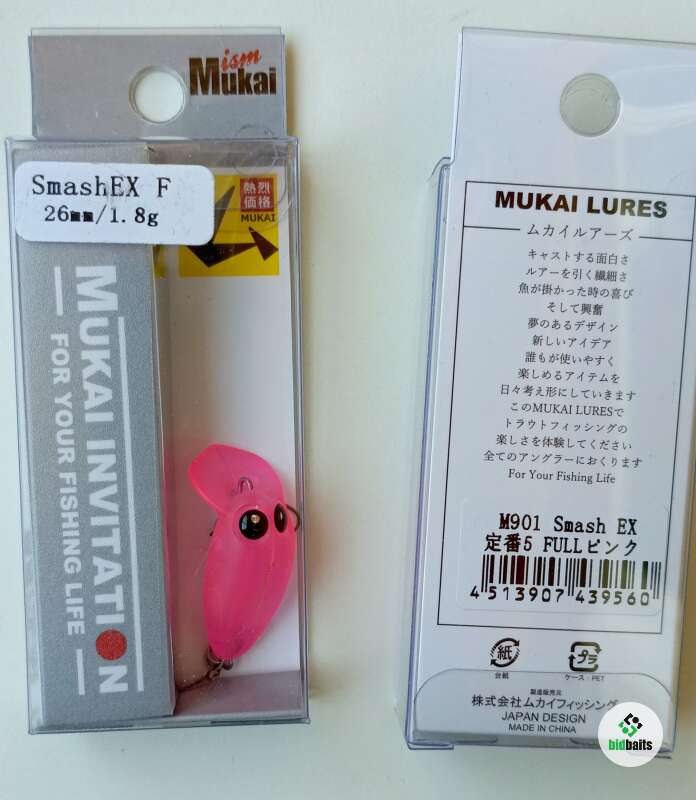 ism
Mukai
SmashEX F
26mm/1.8g
熱烈
価格
MUKAI
MUKAI INVITATION
FOR YOUR FISHING LIFE
MUKAI LURES
ムカイルアーズ
キャストする面白さ
ルアーを引く繊細さ
魚が掛かった時の喜び
そして興奮
夢のあるデザイン
新しいアイデア
誰もが使いやすく
楽しめるアイテムを
日々考え形にしていきます
このMUKAI LURESで
トラウトフィッシングの
楽しさを体験してください
全てのアングラーにおくります
For Your Fishing Life
M901 Smash EX
定番5 FULLピンク
4 513907 439560
紙
台紙
プラ
ケース：PET
製造販売元
株式会社ムカイフィッシング
JAPAN DESIGN
MADE IN CHINA
bidbaits